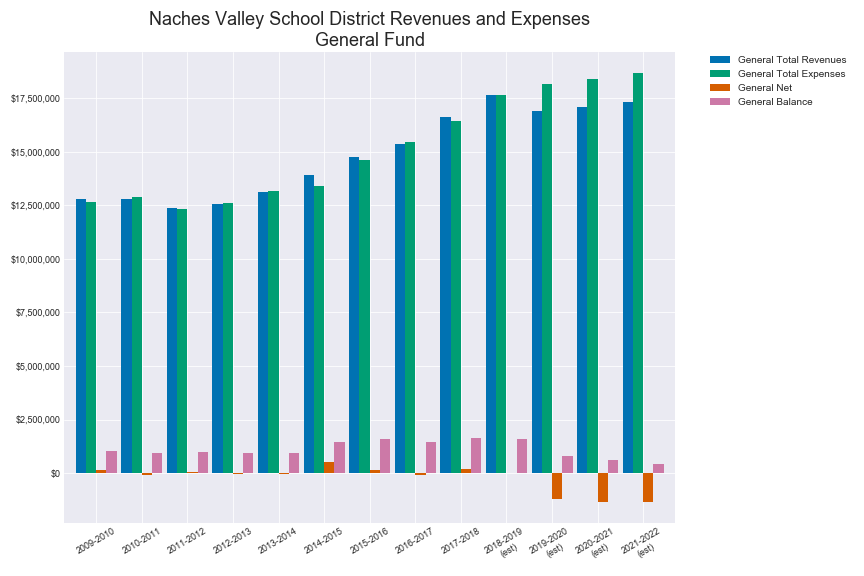 Naches Valley School District Revenues and Expenses
General Fund
General Total Revenues
General Total Expenses
General Net
General Balance
$17,500,000
$15,000,000
$12,500,000
$10,000,000
$7,500,000
$5,000,000
$2,500,000
$0
2009-2010
2010-2011
2011-2012
2012-2013
2013-2014
2014-2015
2015-2016
2016-2017
2017-2018
2018-2019
(est)
2019-2020
(est)
2020-2021
(est)
2021-2022
(est)